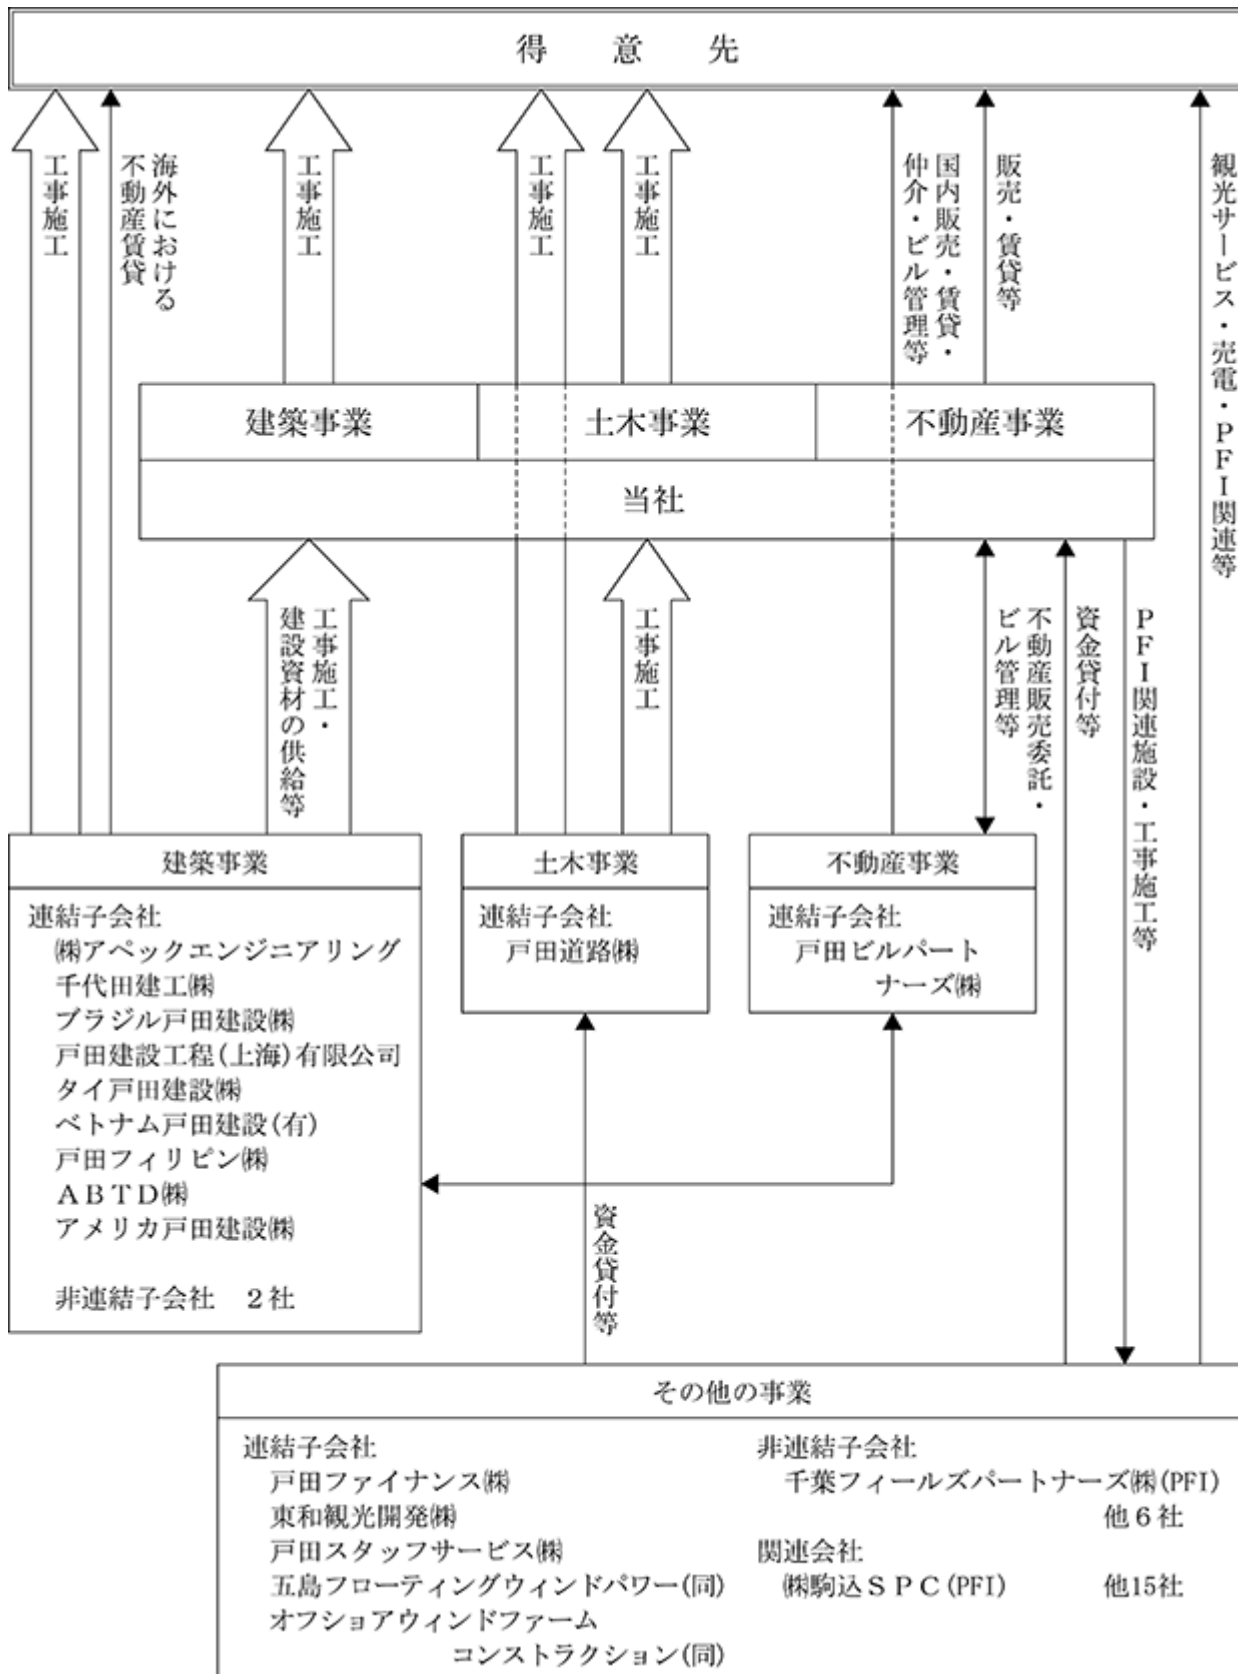 得意先
工事施工
海外における
不動産賃貸
工事施工
工事施工
工事施工
国内販売・賃貸・
仲介・ビル管理等
販売・賃貸等
観光サービス・売電・PFI関連等
建築事業
土木事業
不動産事業
当社
工事施工・
建設資材の供給等
工事施工
不動産販売委託・
ビル管理等
資金貸付等
PFI関連施設・工事施工等
建築事業
連結子会社
㈱アペックエンジニアリング
千代田建工㈱
ブラジル戸田建設㈱
戸田建設工程(上海)有限公司
タイ戸田建設㈱
ベトナム戸田建設(有)
戸田フィリピン㈱
ABTD㈱
アメリカ戸田建設㈱
非連結子会社 2社
土木事業
連結子会社
戸田道路㈱
不動産事業
連結子会社
戸田ビルパート
ナーズ㈱
資金貸付等
その他の事業
連結子会社
戸田ファイナンス㈱
東和観光開発㈱
戸田スタッフサービス㈱
五島フローティングウィンドパワー(同)
オフショアウィンドファーム
コンストラクション(同)
非連結子会社
千葉フィールズパートナーズ㈱(PFI)
他6社
関連会社
㈱駒込SPC(PFI) 他15社